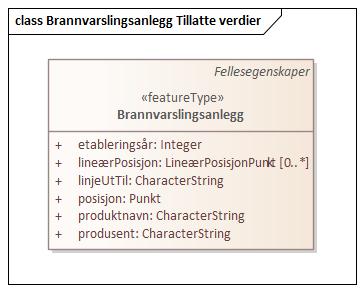 class Brannvarslingsanlegg Tillatte verdier
Fellesegenskaper
«featureType»
Brannvarslingsanlegg
+ etableringsår: Integer
+ lineærPosisjon: LineærPosisjonPunkt [0..*]
+ linjeUtTil: CharacterString
+ posisjon: Punkt
+ produktnavn: CharacterString
+ produsent: CharacterString